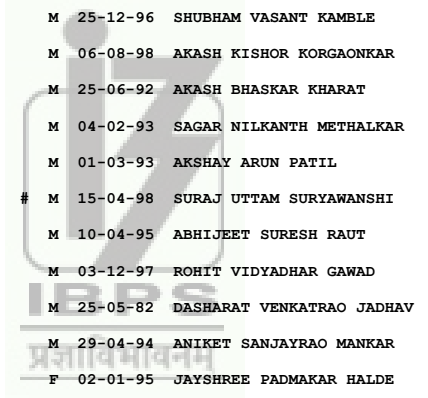 M 25-12-96 SHUBHAM VASANT KAMBLE
M 06-08-98 AKASH KISHOR KORGAONKAR
M 25-06-92 AKASH BHASKAR KHARAT
M 04-02-93 SAGAR NILKANTH METHALKAR
M 01-03-93 AKSHAY ARUN PATIL
# M 15-04-98 SURAJ UTTAM SURYAWANSHI
M 10-04-95 ABHIJEET SURESH RAUT
M 03-12-97 ROHIT VIDYADHAR GAWAD
IBPS
M 25-05-82 DASHARAT VENKATRAO JADHAV
M 29-04-94 ANIKET SANJAYRAO MANKAR
F 02-01-95 JAYSHREE PADMAKAR HALDE